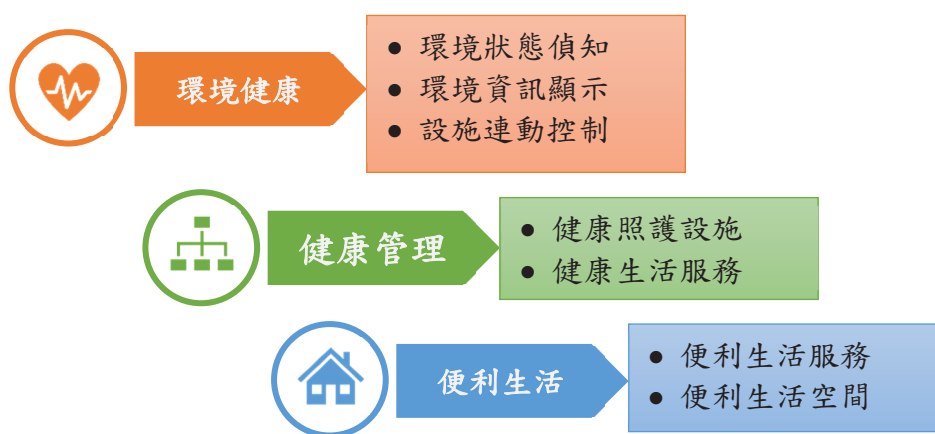 環境健康
● 環境狀態偵知
● 環境資訊顯示
● 設施連動控制
健康管理
● 健康照護設施
● 健康生活服務
便利生活
● 便利生活服務
● 便利生活空間